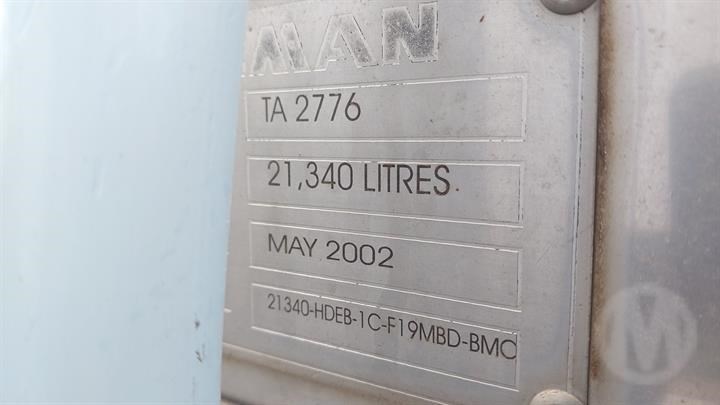 MAN
TA 2776
21,340 LITRES
MAY 2002
21340-HDEB-1C-F19MBD-BMC
M